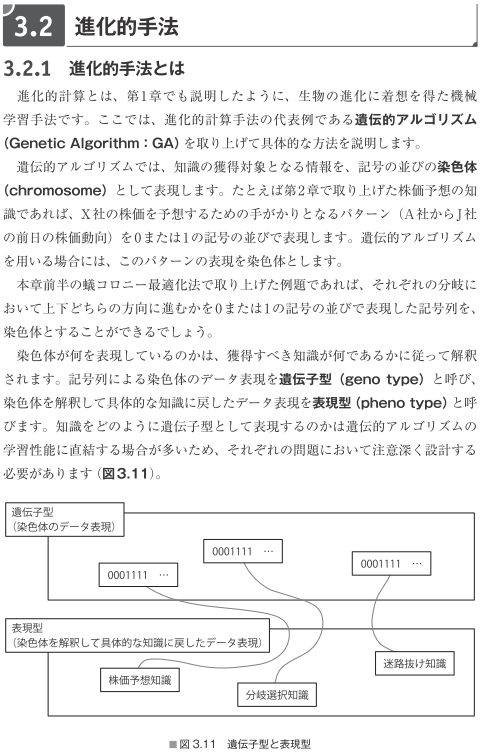 3.2 進化的手法
3.2.1 進化的手法とは
進化的計算とは、第1章でも説明したように、生物の進化に着想を得た機械
学習手法です。ここでは、進化的計算手法の代表例である遺伝的アルゴリズム
（Genetic Algorithm：GA）を取り上げて具体的な方法を説明します。
遺伝的アルゴリズムでは、知識の獲得対象となる情報を、記号の並びの染色体
（chromosome）として表現します。たとえば第2章で取り上げた株価予想の知
識であれば、X社の株価を予想するための手がかりとなるパターン（A社からJ社
の前日の株価動向）を0または1の記号の並びで表現します。遺伝的アルゴリズム
を用いる場合には、このパターンの表現を染色体とします。
本章前半の蟻コロニー最適化法で取り上げた例題であれば、それぞれの分岐に
おいて上下どちらの方向に進むかを0または1の記号の並びで表現した記号列を、
染色体とすることができるでしょう。
染色体が何を表現しているのかは、獲得すべき知識が何であるかに従って解釈
されます。記号列による染色体のデータ表現を遺伝子型（geno type）と呼び、
染色体を解釈して具体的な知識に戻したデータ表現を表現型（pheno type）と呼
びます。知識をどのように遺伝子型として表現するのかは遺伝的アルゴリズムの
学習性能に直結する場合が多いため、それぞれの問題において注意深く設計する
必要があります（図3.11）。
遺伝子型
（染色体のデータ表現）
0001111 …
0001111 …
0001111 …
表現型
（染色体を解釈して具体的な知識に戻したデータ表現）
株価予想知識
分岐選択知識
迷路抜け知識
■図3.11 遺伝子型と表現型